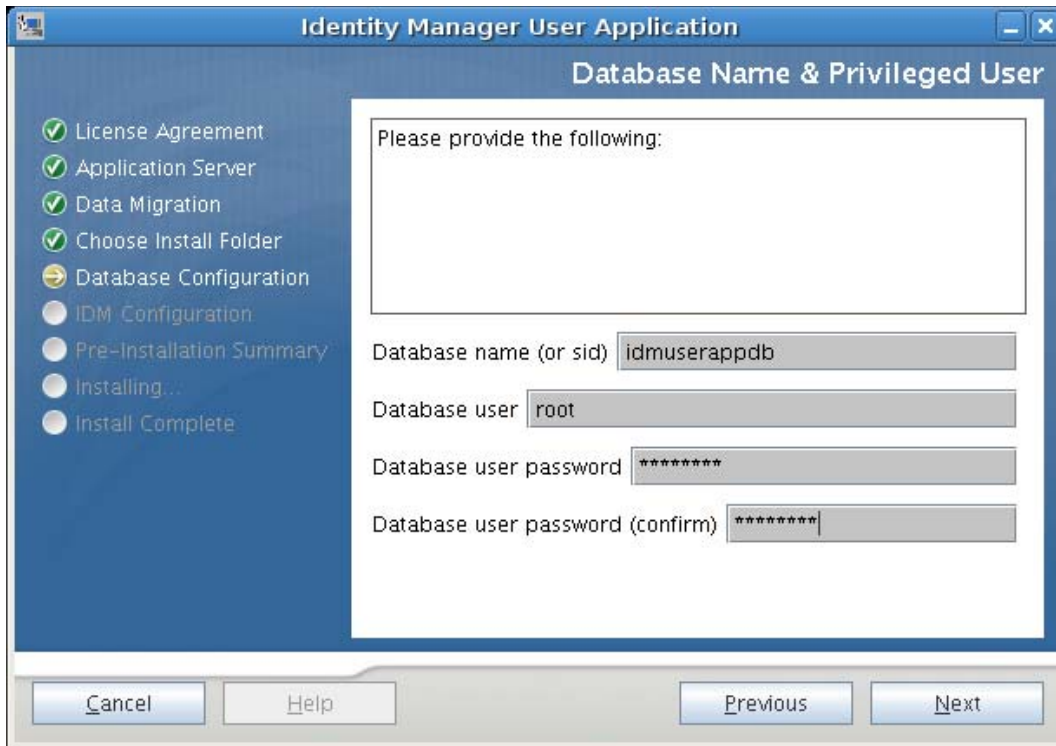 Identity Manager User Application
Database Name & Privileged User
License Agreement
Application Server
Data Migration
Choose Install Folder
Database Configuration
IDM Configuration
Pre-Installation Summary
Installing...
Install Complete
Please provide the following:
Database name (or sid) idmuserappdb
Database user root
Database user password ********
Database user password (confirm) ********
Cancel Help Previous Next